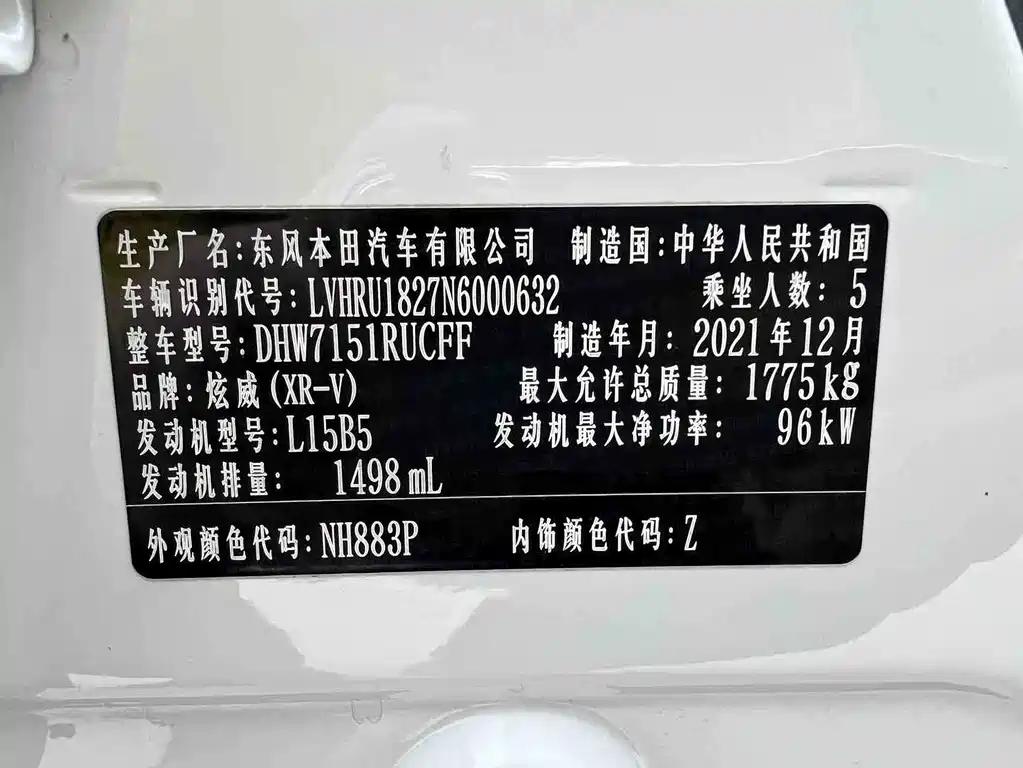 生产厂名:东风本田汽车有限公司 制造国:中华人民共和国
车辆识别代号:LVHRU1827N6000632 乘坐人数:5
整车型号:DHW7151RUCFF 制造年月:2021年12月
品牌:炫威(XR-V) 最大允许总质量:1775kg
发动机型号:L15B5 发动机最大净功率:96kW
发动机排量:1498mL
外观颜色代码:NH883P 内饰颜色代码:Z